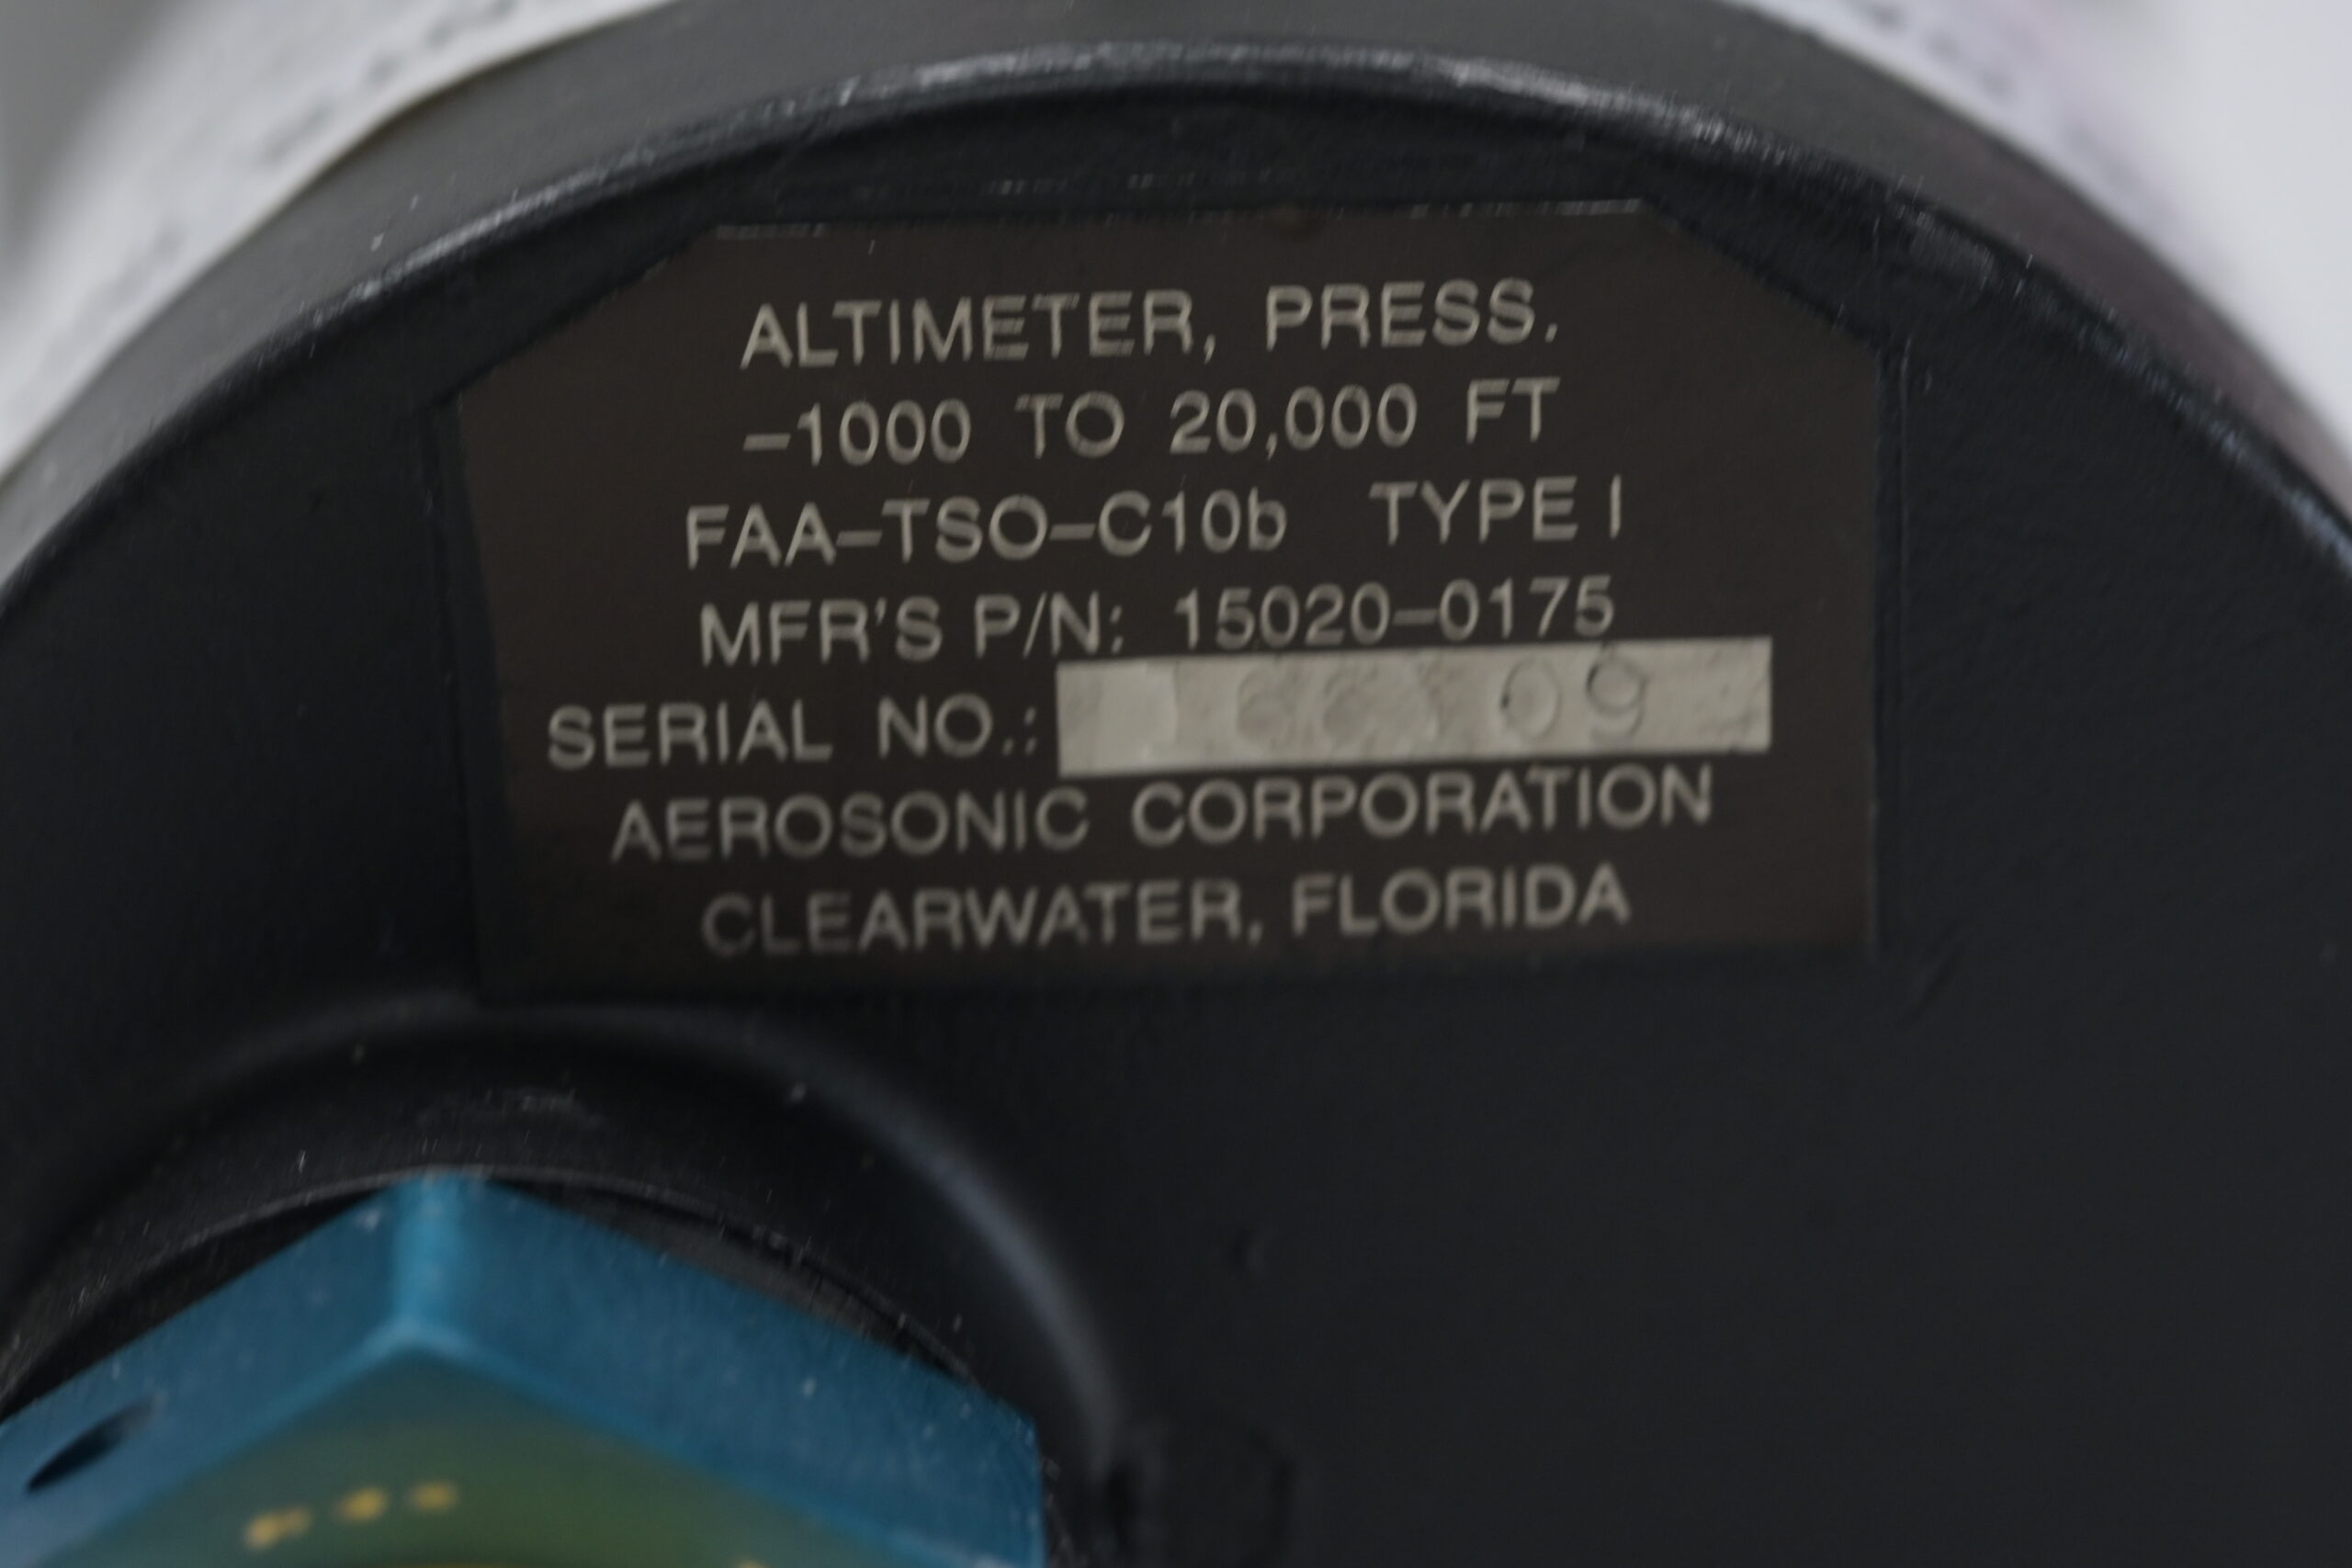 ALTIMETER, PRESS.
-1000 TO 20,000 FT
FAA-TSO-C10b TYPE I
MFR'S P/N: 15020-0175
SERIAL NO.:
AEROSONIC CORPORATION
CLEARWATER, FLORIDA